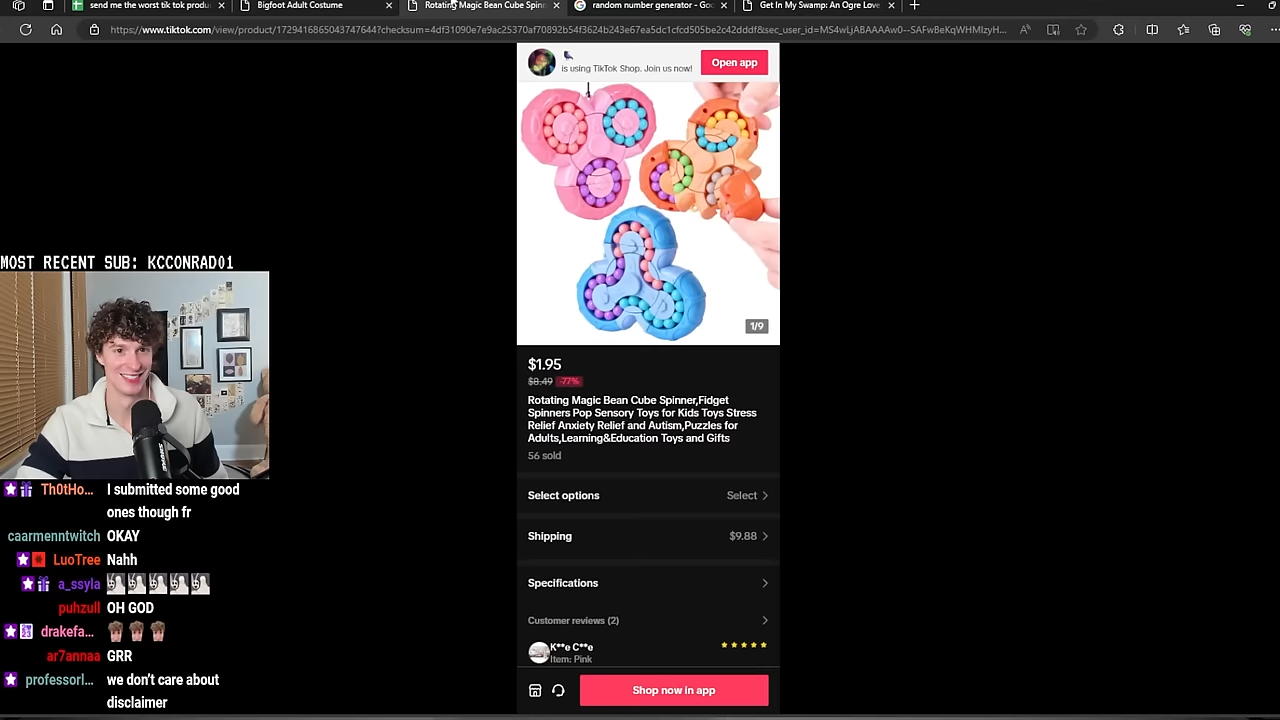 send me the worst tik tok produ
Bigfoot Adult Costume
Rotating Magic Bean Cube Spinn
random number generator - Goo
Get In My Swamp: An Ogre Love
https://www.tiktok.com/view/product/1729416865043747644?checksum=4df31090e7e9ac25370af70892b54f3624b243e67ea5dc1cfcd505be2c42dddf&sec_user_id=MS4wLjABAAAAw0--SAFwBeKqWHMIzyH...
is using TikTok Shop. Join us now!
Open app
1/9
$1.95
$8.49 -77%
Rotating Magic Bean Cube Spinner,Fidget
Spinners Pop Sensory Toys for Kids Toys Stress
Relief Anxiety Relief and Autism,Puzzles for
Adults,Learning&Education Toys and Gifts
56 sold
Select options
Select
Shipping
$9.88
Specifications
Customer reviews (2)
K**e C**e
Item: Pink
Shop now in app
MOST RECENT SUB: KCCONRAD01
Th0tHo... I submitted some good
ones though fr
caarmenntwitch OKAY
LuoTree Nahh
a_ssyla
puhzull OH GOD
drakefa...
ar7annaa GRR
professorl... we don't care about
disclaimer